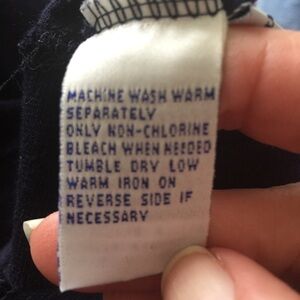 MACHINE WASH WARM
SEPARATELY
ONLY NON-CHLORINE
BLEACH WHEN NEEDED
TUMBLE DRY LOW
WARM IRON ON
REVERSE SIDE IF
NECESSARY